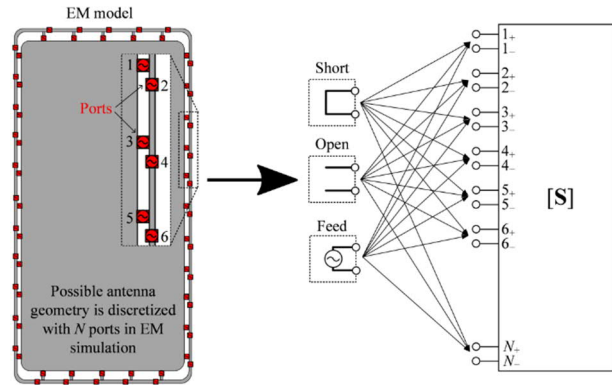 EM model
Ports
1
2
3
4
5
6
Possible antenna
geometry is discretized
with N ports in EM
simulation
Short
Open
Feed
1+
1−
2+
2−
3+
3−
4+
4−
5+
5−
6+
6−
N+
N−
[S]